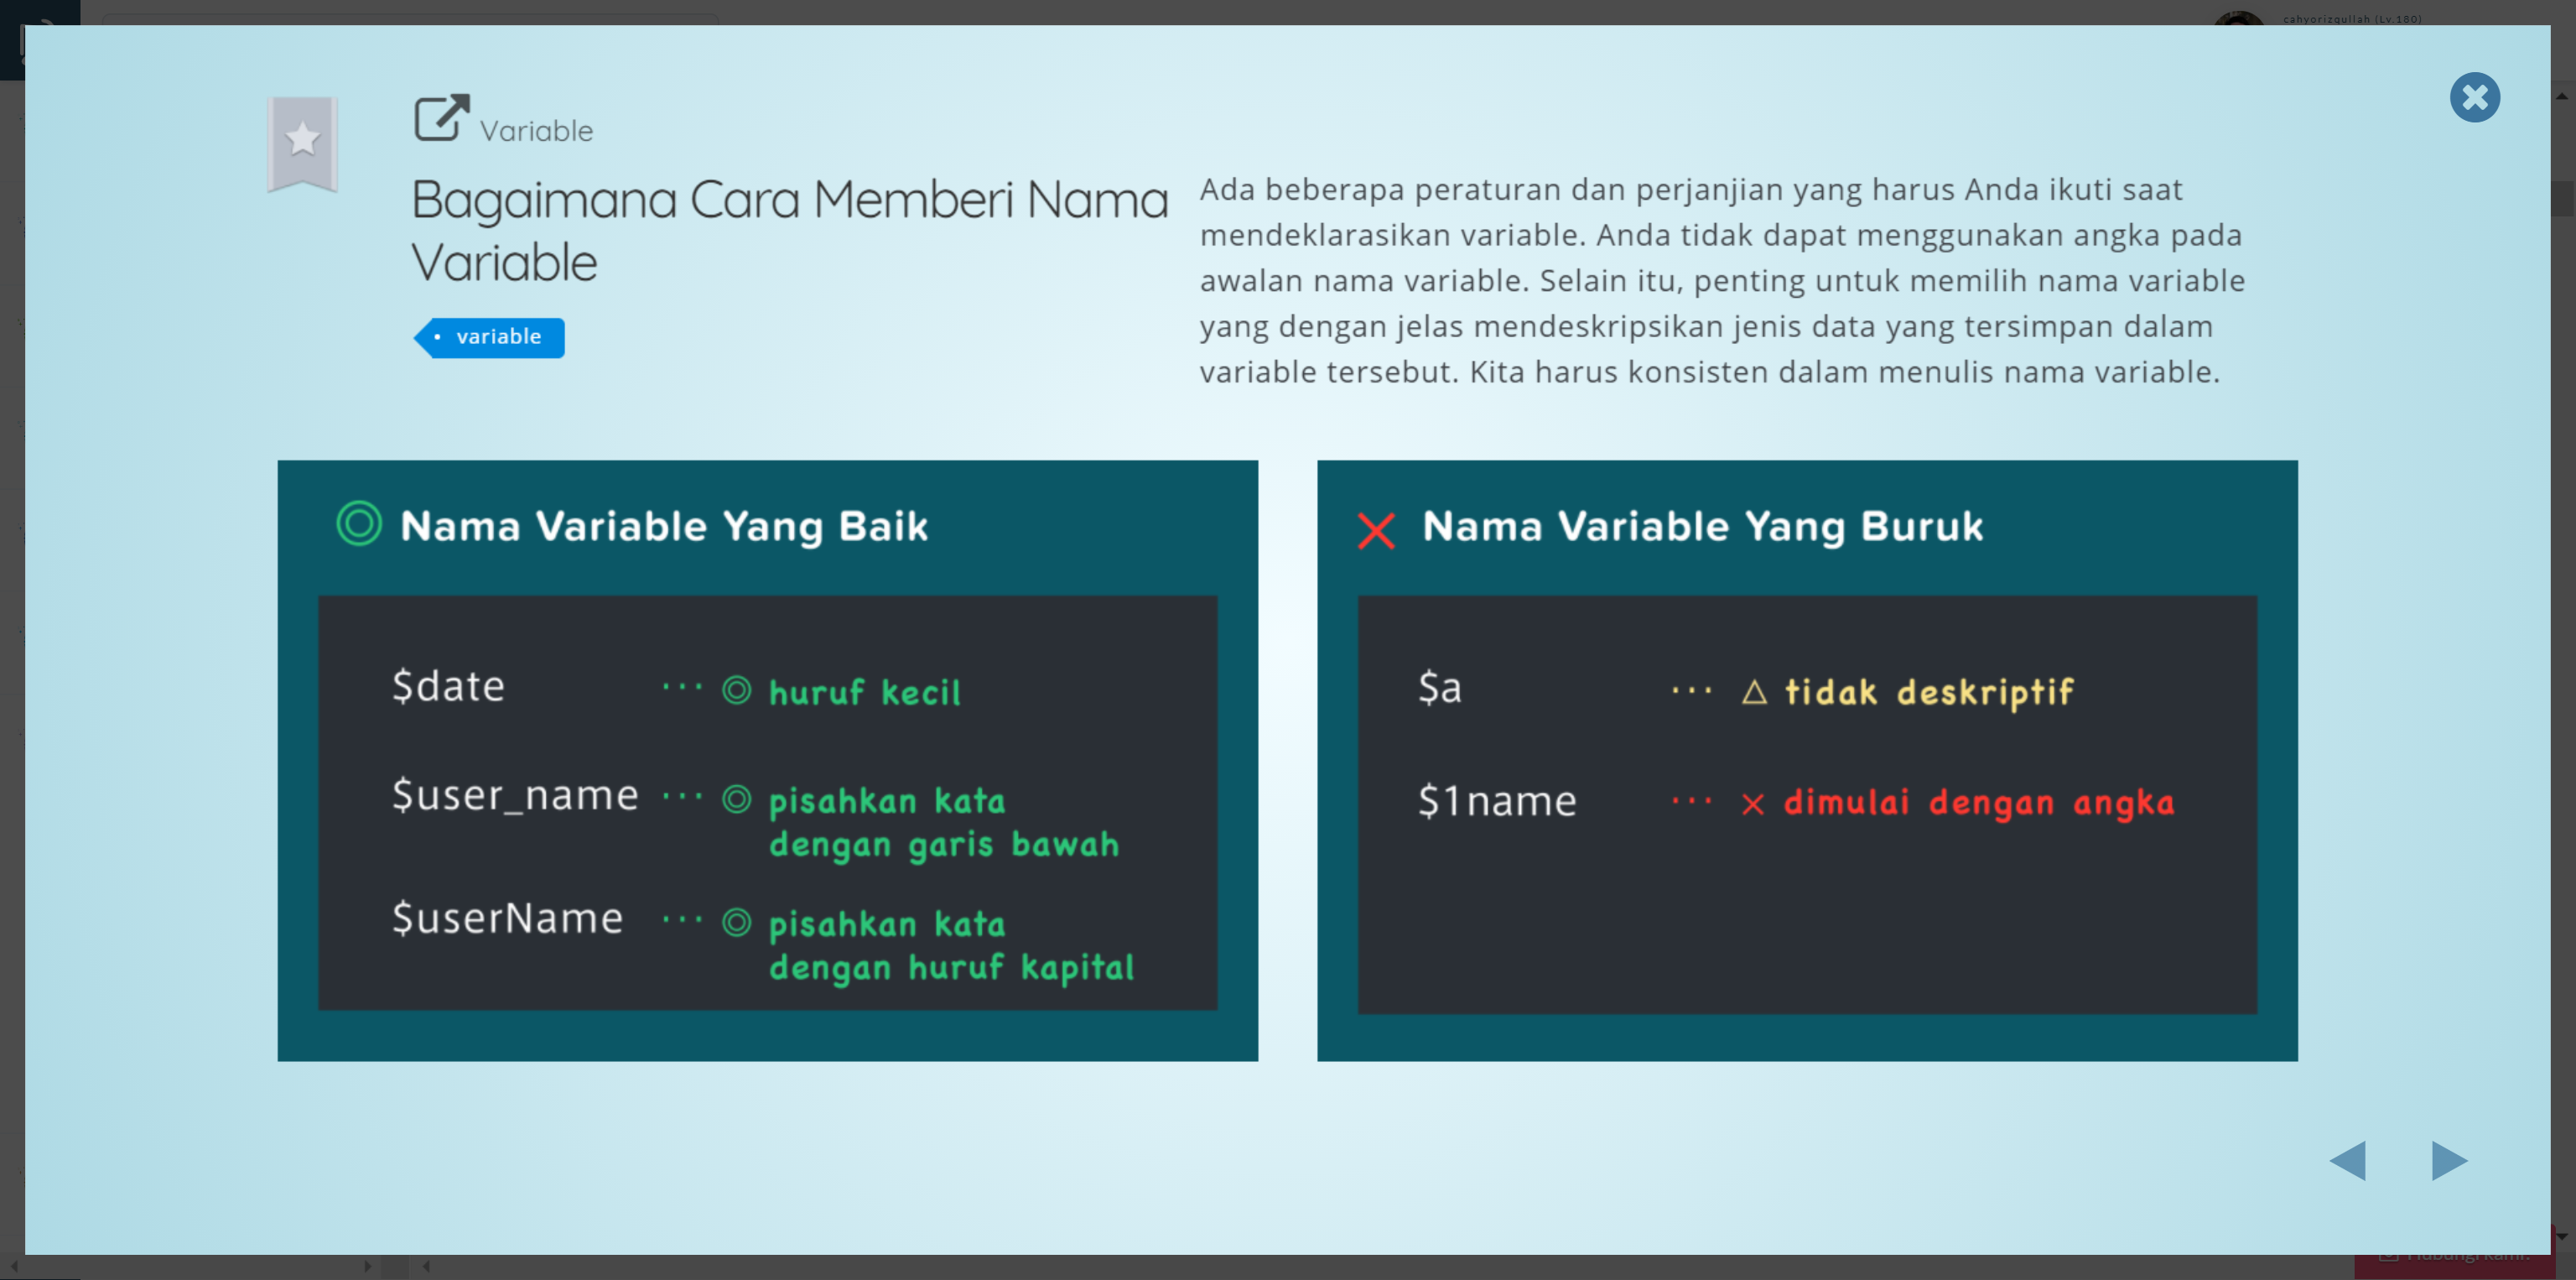 cahyorizqullah (Lv.180)
Variable
Bagaimana Cara Memberi Nama
Variable
• variable
Ada beberapa peraturan dan perjanjian yang harus Anda ikuti saat
mendeklarasikan variable. Anda tidak dapat menggunakan angka pada
awalan nama variable. Selain itu, penting untuk memilih nama variable
yang dengan jelas mendeskripsikan jenis data yang tersimpan dalam
variable tersebut. Kita harus konsisten dalam menulis nama variable.
◎ Nama Variable Yang Baik
$date ··· ◎ huruf kecil
$user_name ··· ◎ pisahkan kata
dengan garis bawah
$userName ··· ◎ pisahkan kata
dengan huruf kapital
× Nama Variable Yang Buruk
$a ··· △ tidak deskriptif
$1name ··· × dimulai dengan angka